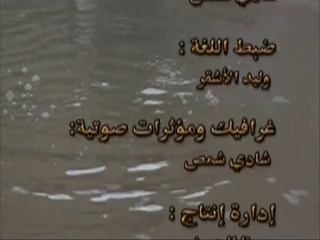 ضبط اللغة :
وليد الأشقر
غرافيك ومؤثرات صوتية:
شادي شمص
إدارة إنتاج :